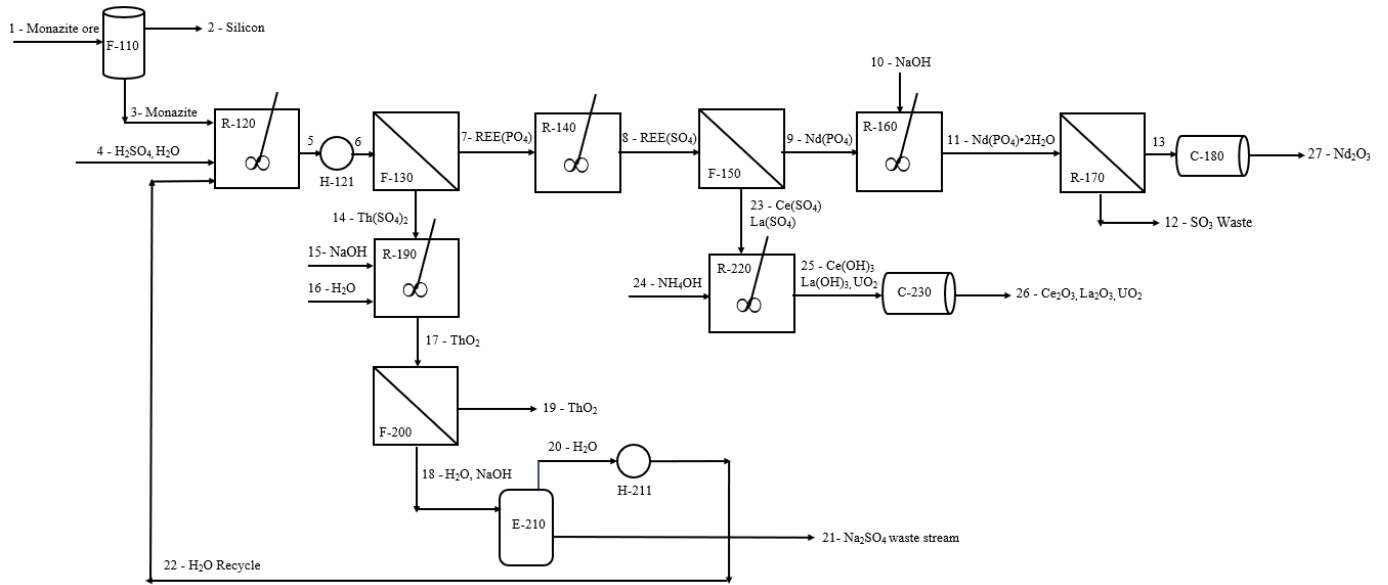 1 - Monazite ore
2 - Silicon
F-110
3- Monazite
4 - H₂SO₄, H₂O
R-120
5
H-121
6
F-130
7- REE(PO₄)
R-140
8 - REE(SO₄)
F-150
9 - Nd(PO₄)
10 - NaOH
R-160
11 - Nd(PO₄)•2H₂O
R-170
13
C-180
27 - Nd₂O₃
12 - SO₃ Waste
14 - Th(SO₄)₂
15- NaOH
16 - H₂O
R-190
23 - Ce(SO₄)
La(SO₄)
24 - NH₄OH
R-220
25 - Ce(OH)₃
La(OH)₃, UO₂
C-230
26 - Ce₂O₃, La₂O₃, UO₂
17 - ThO₂
F-200
19 - ThO₂
18 - H₂O, NaOH
20 - H₂O
H-211
E-210
21- Na₂SO₄ waste stream
22 - H₂O Recycle